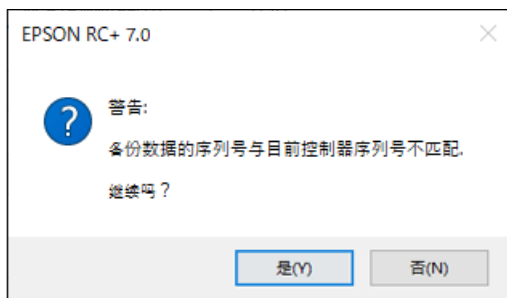 EPSON RC+ 7.0
警告:
备份数据的序列号与目前控制器序列号不匹配.
继续吗？
是(Y)
否(N)